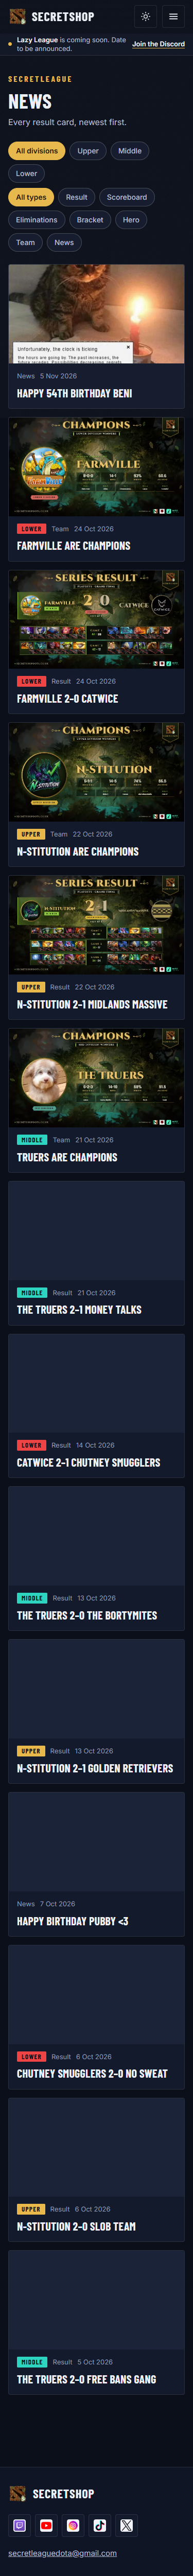 SECRETSHOP
Lazy League is coming soon. Date
to be announced.
Join the Discord
SECRETLEAGUE
NEWS
Every result card, newest first.
All divisions
Upper
Middle
Lower
All types
Result
Scoreboard
Eliminations
Bracket
Hero
Team
News
Unfortunately, the clock is ticking
the hours are going by. The past increases, the
News 5 Nov 2026
HAPPY 54TH BIRTHDAY BENI
CHAMPIONS
FARMVILLE
LOWER Team 24 Oct 2026
FARMVILLE ARE CHAMPIONS
SERIES RESULT
FARMVILLE 2-0 CATWICE
LOWER Result 24 Oct 2026
FARMVILLE 2-0 CATWICE
CHAMPIONS
N-STITUTION
UPPER Team 22 Oct 2026
N-STITUTION ARE CHAMPIONS
SERIES RESULT
N-STITUTION 2-1
UPPER Result 22 Oct 2026
N-STITUTION 2-1 MIDLANDS MASSIVE
CHAMPIONS
THE TRUERS
MIDDLE Team 21 Oct 2026
TRUERS ARE CHAMPIONS
MIDDLE Result 21 Oct 2026
THE TRUERS 2-1 MONEY TALKS
LOWER Result 14 Oct 2026
CATWICE 2-1 CHUTNEY SMUGGLERS
MIDDLE Result 13 Oct 2026
THE TRUERS 2-0 THE BORTYMITES
UPPER Result 13 Oct 2026
N-STITUTION 2-1 GOLDEN RETRIEVERS
News 7 Oct 2026
HAPPY BIRTHDAY PUBBY <3
LOWER Result 6 Oct 2026
CHUTNEY SMUGGLERS 2-0 NO SWEAT
UPPER Result 6 Oct 2026
N-STITUTION 2-0 SLOB TEAM
MIDDLE Result 5 Oct 2026
THE TRUERS 2-0 FREE BANS GANG
SECRETSHOP
secretleaguedota@gmail.com